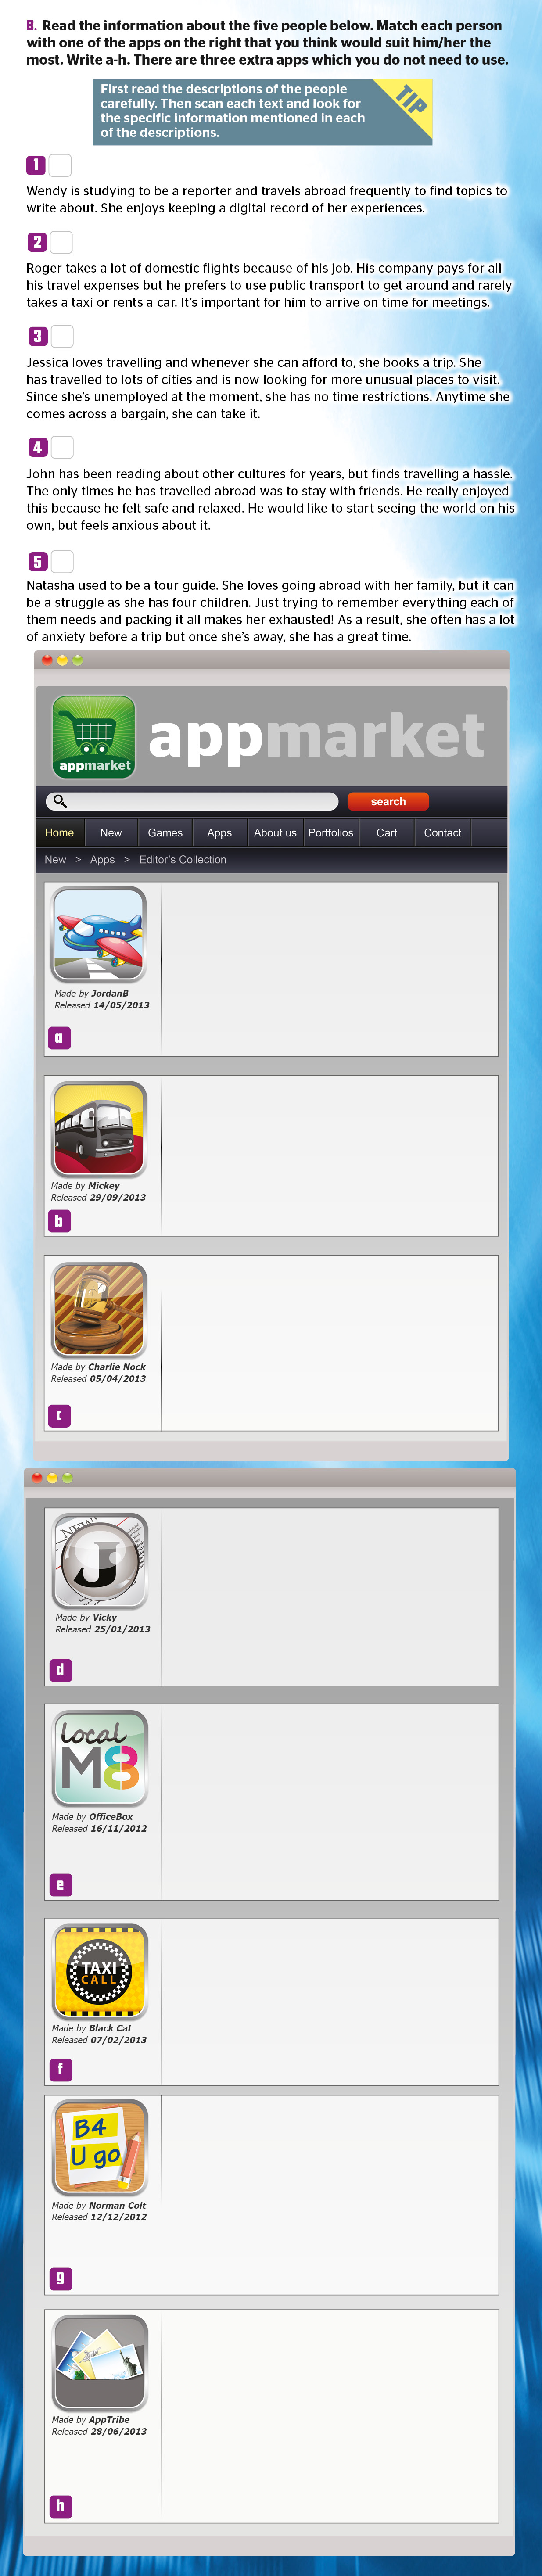 B. Read the information about the five people below. Match each person
with one of the apps on the right that you think would suit him/her the
most. Write a-h. There are three extra apps which you do not need to use.
First read the descriptions of the people
carefully. Then scan each text and look for
the specific information mentioned in each
of the descriptions.
TIP
1
Wendy is studying to be a reporter and travels abroad frequently to find topics to
write about. She enjoys keeping a digital record of her experiences.
2
Roger takes a lot of domestic flights because of his job. His company pays for all
his travel expenses but he prefers to use public transport to get around and rarely
takes a taxi or rents a car. It's important for him to arrive on time for meetings.
3
Jessica loves travelling and whenever she can afford to, she books a trip. She
has travelled to lots of cities and is now looking for more unusual places to visit.
Since she's unemployed at the moment, she has no time restrictions. Anytime she
comes across a bargain, she can take it.
4
John has been reading about other cultures for years, but finds travelling a hassle.
The only times he has travelled abroad was to stay with friends. He really enjoyed
this because he felt safe and relaxed. He would like to start seeing the world on his
own, but feels anxious about it.
5
Natasha used to be a tour guide. She loves going abroad with her family, but it can
be a struggle as she has four children. Just trying to remember everything each of
them needs and packing it all makes her exhausted! As a result, she often has a lot
of anxiety before a trip but once she's away, she has a great time.
appmarket
appmarket
search
Home New Games Apps About us Portfolios Cart Contact
New > Apps > Editor's Collection
Made by JordanB
Released 14/05/2013
a
Made by Mickey
Released 29/09/2013
b
Made by Charlie Nock
Released 05/04/2013
c
NEW
J
Made by Vicky
Released 25/01/2013
d
local
M8
Made by OfficeBox
Released 16/11/2012
e
TAXI
CALL
Made by Black Cat
Released 07/02/2013
f
B4
U go
Made by Norman Colt
Released 12/12/2012
g
Made by AppTribe
Released 28/06/2013
h